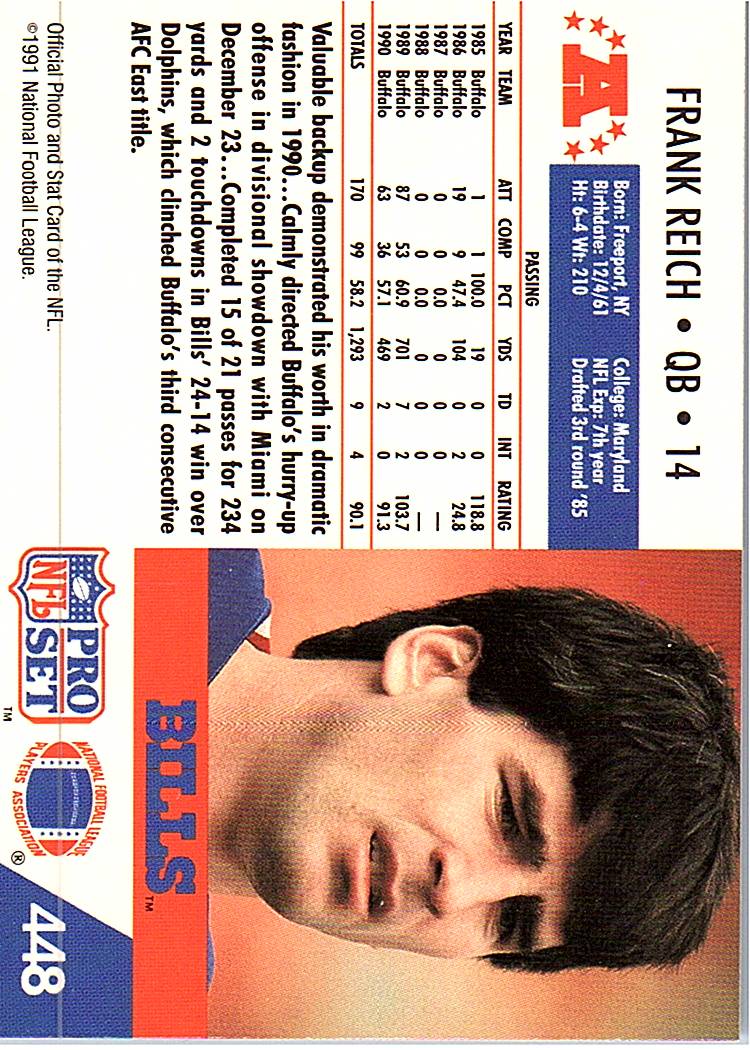 FRANK REICH • QB • 14
A
Born: Freeport, NY College: Maryland
Birthdate: 12/4/61 NFL Exp: 7th year
Ht: 6-4 Wt: 210 Drafted 3rd round '85
PASSING
YEAR TEAM ATT COMP PCT YDS TD INT RATING
1985 Buffalo 1 1 100.0 19 0 0 118.8
1986 Buffalo 19 9 47.4 104 0 2 24.8
1987 Buffalo 0 0 0.0 0 0 0 —
1988 Buffalo 0 0 0.0 0 0 0 —
1989 Buffalo 87 53 60.9 701 7 2 103.7
1990 Buffalo 63 36 57.1 469 2 0 91.3
TOTALS 170 99 58.2 1,293 9 4 90.1
Valuable backup demonstrated his worth in dramatic
fashion in 1990...Calmly directed Buffalo's hurry-up
offense in divisional showdown with Miami on
December 23...Completed 15 of 21 passes for 234
yards and 2 touchdowns in Bills' 24-14 win over
Dolphins, which clinched Buffalo's third consecutive
AFC East title.
Official Photo and Stat Card of the NFL.
©1991 National Football League.
BILLS™
NFL PRO SET™
NATIONAL FOOTBALL LEAGUE
PLAYERS ASSOCIATION ®
448